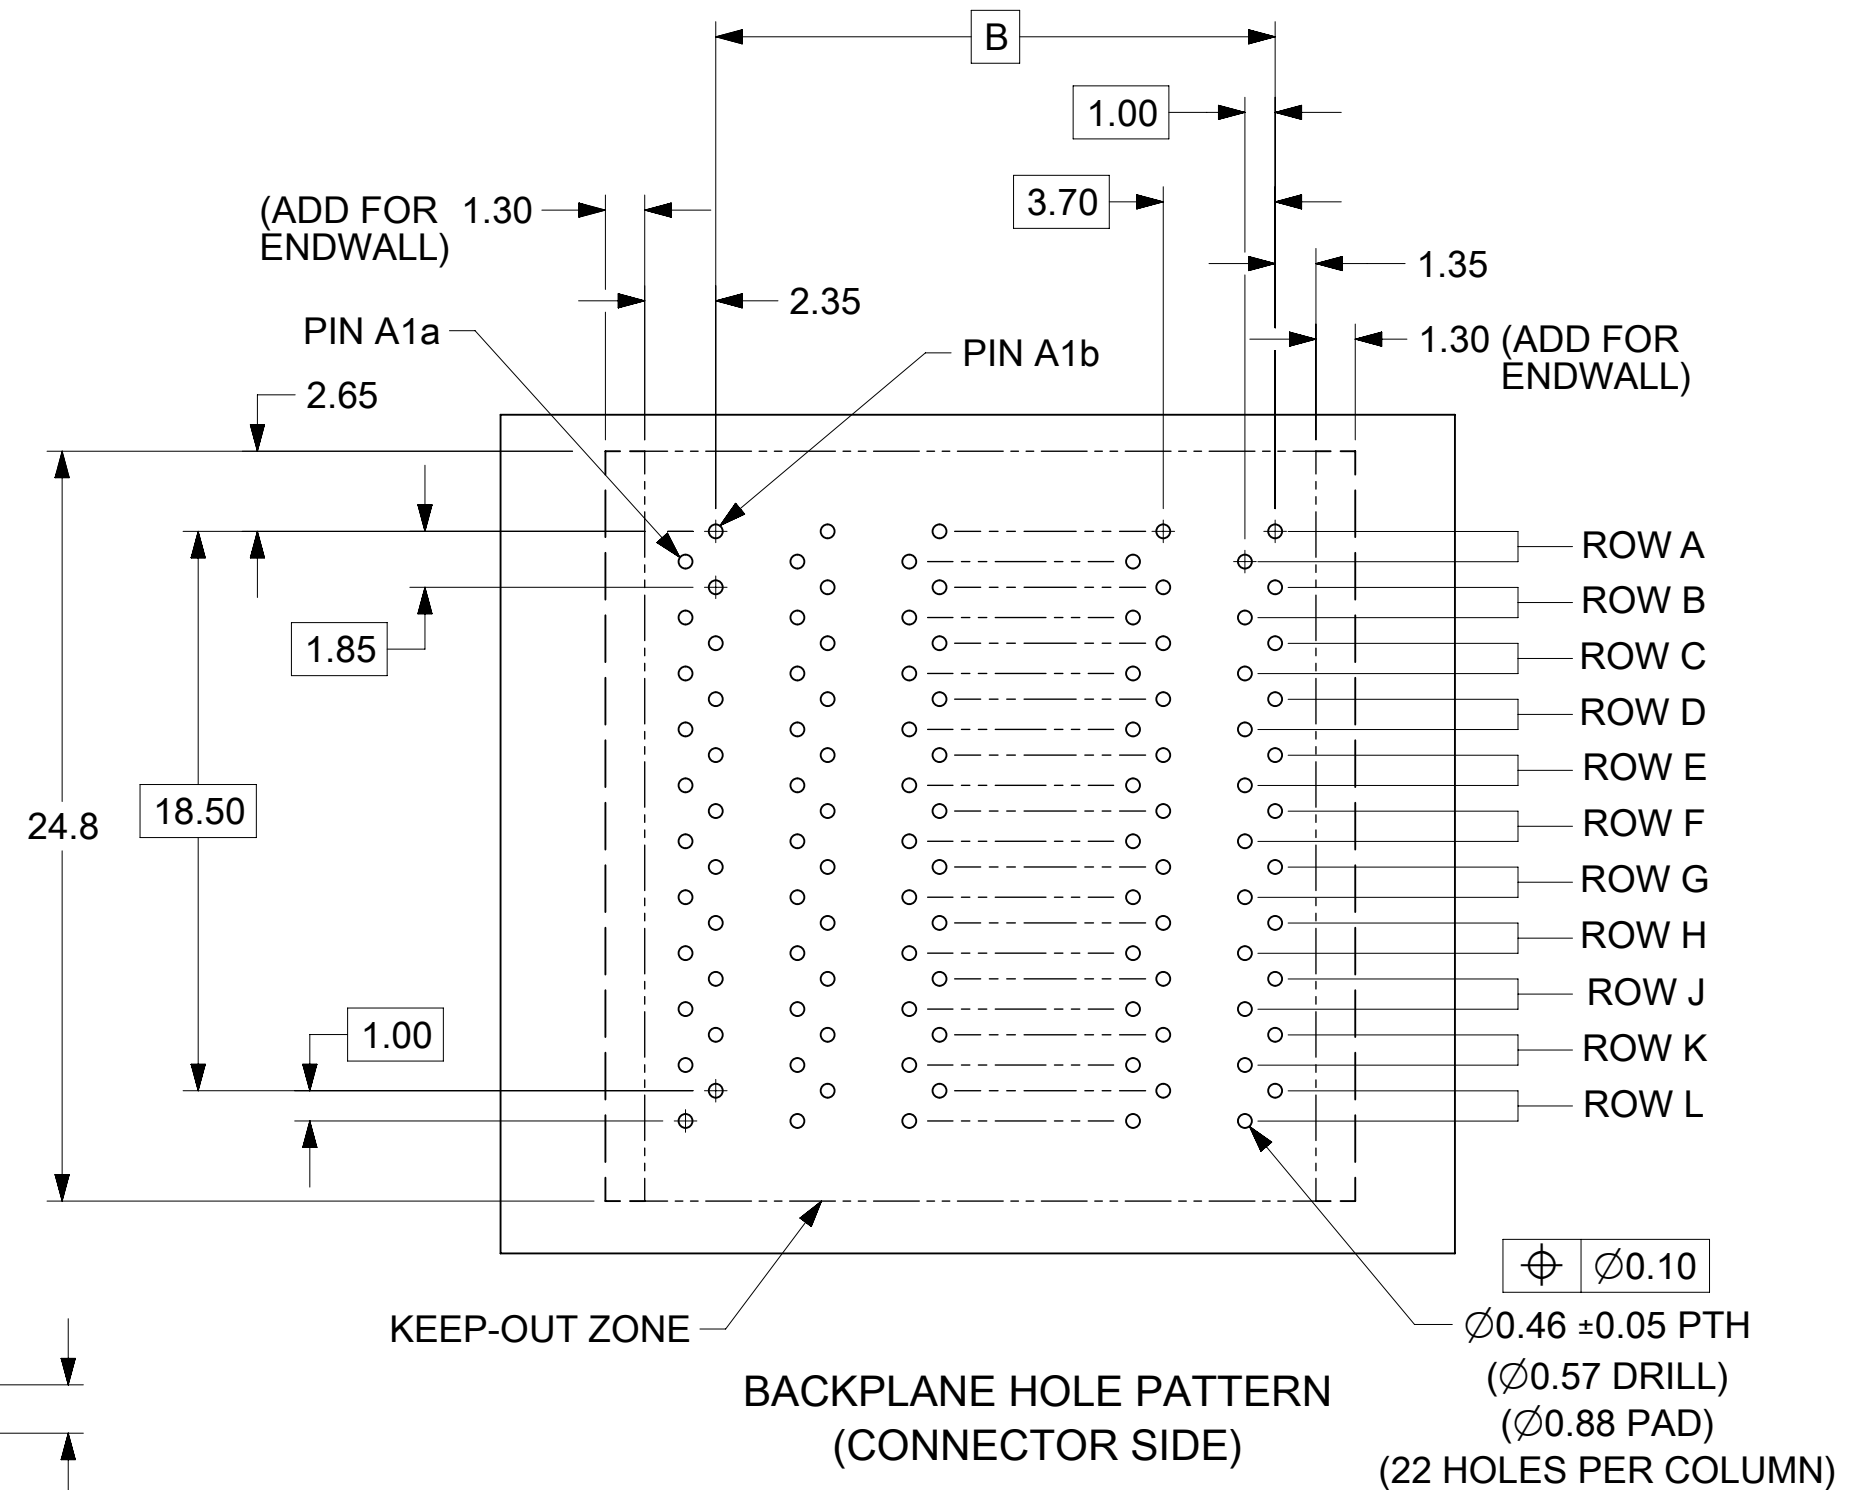 B
1.00
3.70
(ADD FOR 1.30
ENDWALL)
1.35
2.35
PIN A1a
PIN A1b
1.30 (ADD FOR
ENDWALL)
2.65
ROW A
ROW B
1.85
ROW C
ROW D
ROW E
18.50
24.8
ROW F
ROW G
ROW H
ROW J
1.00
ROW K
ROW L
⌖ Ø0.10
KEEP-OUT ZONE
Ø0.46 ±0.05 PTH
(Ø0.57 DRILL)
(Ø0.88 PAD)
(22 HOLES PER COLUMN)
BACKPLANE HOLE PATTERN
(CONNECTOR SIDE)